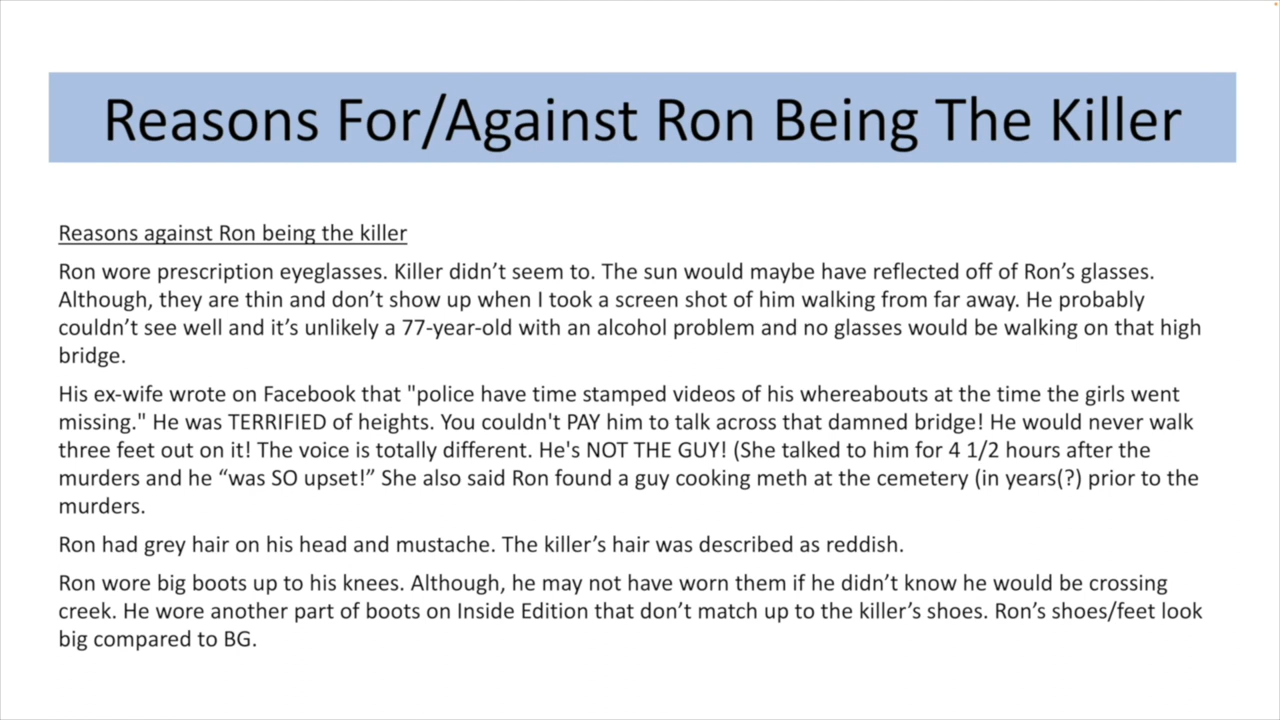 Reasons For/Against Ron Being The Killer
Reasons against Ron being the killer
Ron wore prescription eyeglasses. Killer didn’t seem to. The sun would maybe have reflected off of Ron’s glasses.
Although, they are thin and don’t show up when I took a screen shot of him walking from far away. He probably
couldn’t see well and it’s unlikely a 77-year-old with an alcohol problem and no glasses would be walking on that high
bridge.
His ex-wife wrote on Facebook that "police have time stamped videos of his whereabouts at the time the girls went
missing." He was TERRIFIED of heights. You couldn't PAY him to talk across that damned bridge! He would never walk
three feet out on it! The voice is totally different. He's NOT THE GUY! (She talked to him for 4 1/2 hours after the
murders and he “was SO upset!” She also said Ron found a guy cooking meth at the cemetery (in years(?) prior to the
murders.
Ron had grey hair on his head and mustache. The killer’s hair was described as reddish.
Ron wore big boots up to his knees. Although, he may not have worn them if he didn’t know he would be crossing
creek. He wore another part of boots on Inside Edition that don’t match up to the killer’s shoes. Ron’s shoes/feet look
big compared to BG.